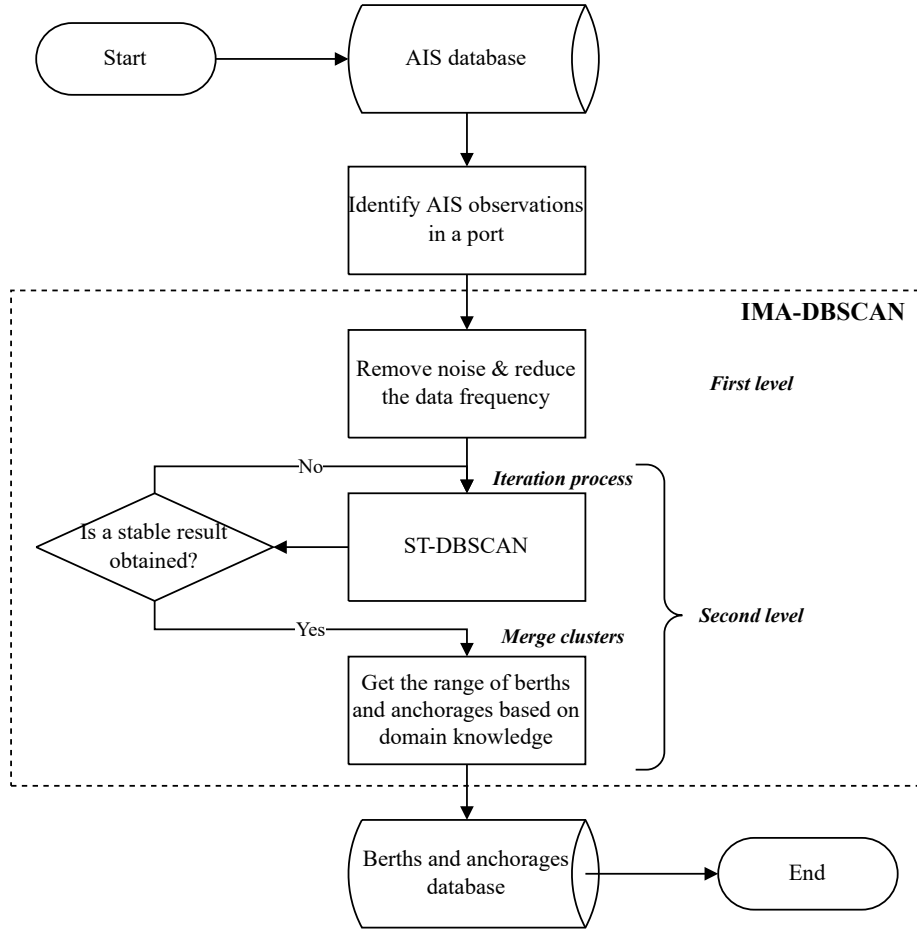 Start
AIS database
Identify AIS observations
in a port
IMA-DBSCAN
Remove noise & reduce
the data frequency
First level
No
Iteration process
Is a stable result
obtained?
ST-DBSCAN
Second level
Yes
Merge clusters
Get the range of berths
and anchorages based on
domain knowledge
Berths and anchorages
database
End